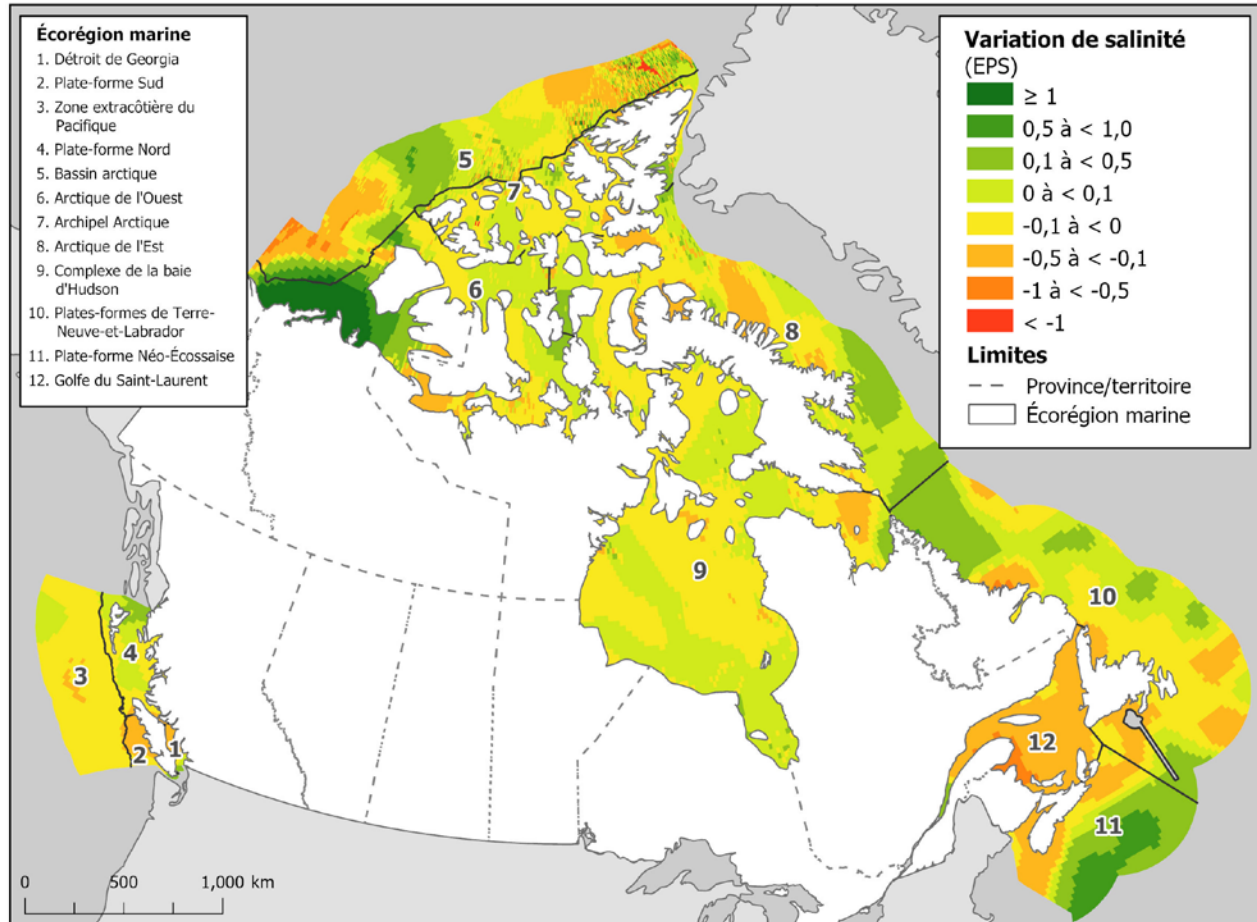 Écorégion marine
1. Détroit de Georgia
2. Plate-forme Sud
3. Zone extracôtière du
Pacifique
4. Plate-forme Nord
5. Bassin arctique
6. Arctique de l'Ouest
7. Archipel Arctique
8. Arctique de l'Est
9. Complexe de la baie
d'Hudson
10. Plates-formes de Terre-
Neuve-et-Labrador
11. Plate-forme Néo-Écossaise
12. Golfe du Saint-Laurent
Variation de salinité
(EPS)
≥ 1
0,5 à < 1,0
0,1 à < 0,5
0 à < 0,1
-0,1 à < 0
-0,5 à < -0,1
-1 à < -0,5
< -1
Limites
Province/territoire
Écorégion marine
5
7
6
8
9
10
4
3
2
1
12
11
0 500 1,000 km